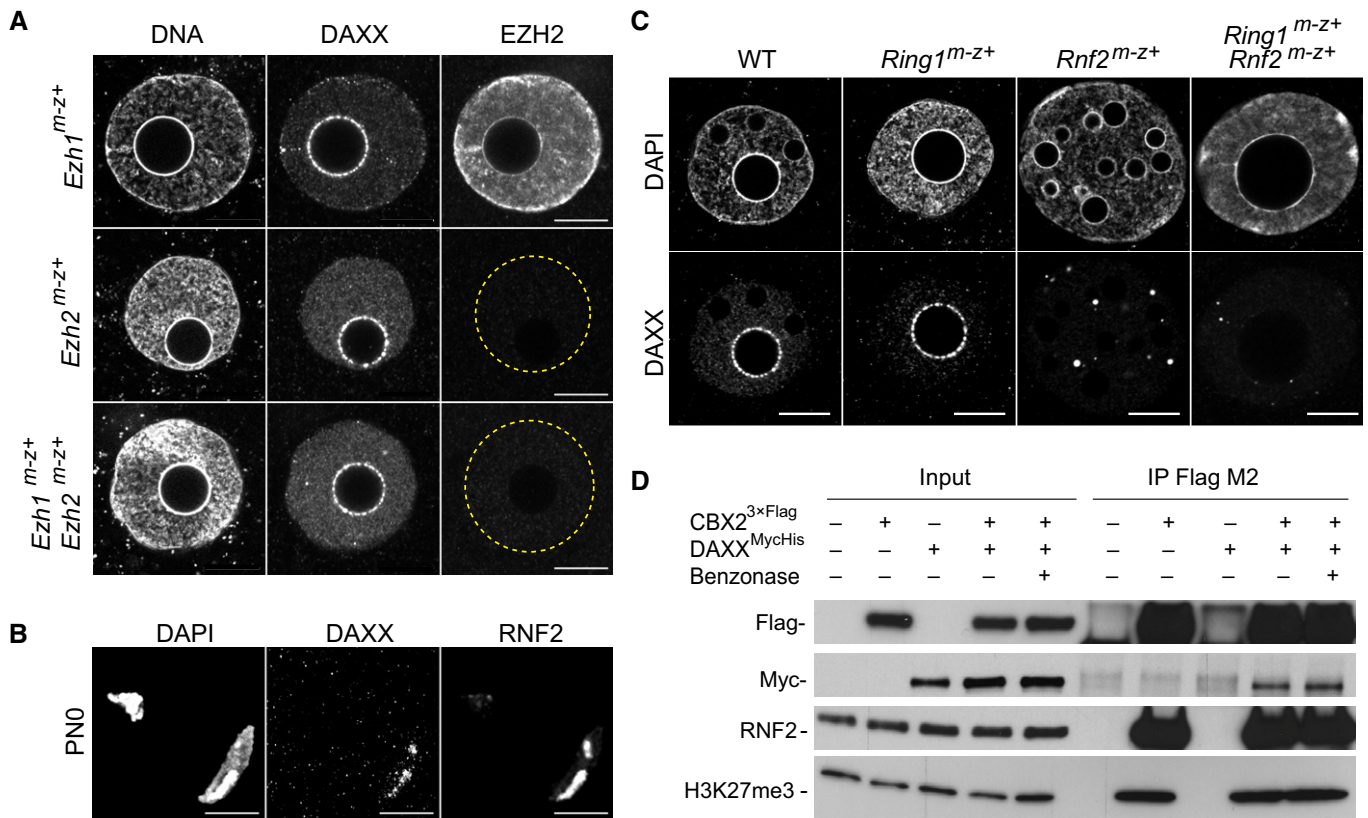 A
DNA DAXX EZH2
Ezh1 m-z+
Ezh2 m-z+
Ezh1 m-z+
Ezh2 m-z+
B
DAPI DAXX RNF2
PN0
C
WT Ring1 m-z+ Rnf2 m-z+ Ring1 m-z+
Rnf2 m-z+
DAPI
DAXX
D
Input IP Flag M2
CBX2 3×Flag – + – + + – + – + +
DAXX MycHis – – + + + – – + + +
Benzonase – – – – + – – – – +
Flag-
Myc-
RNF2 -
H3K27me3 -